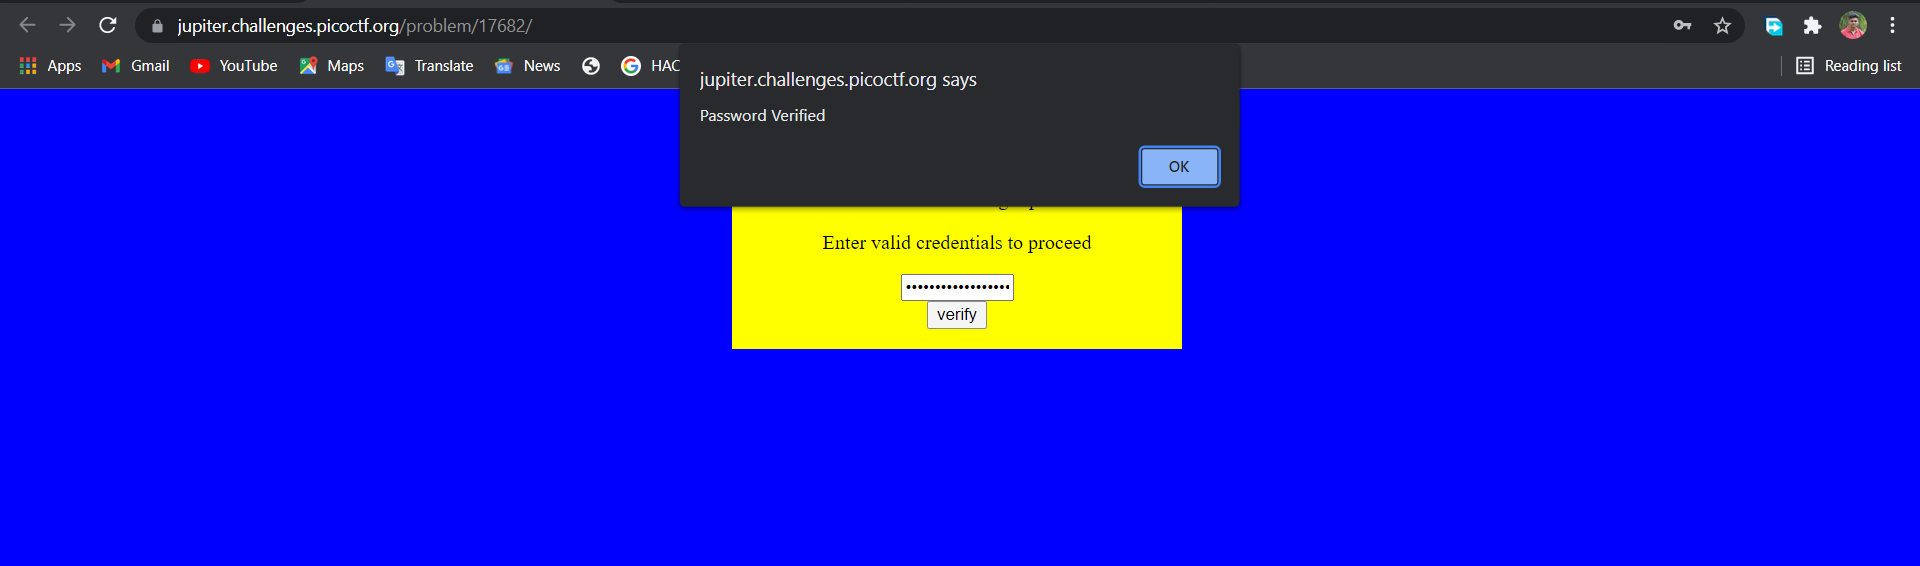 jupiter.challenges.picoctf.org/problem/17682/
Apps Gmail YouTube Maps Translate News HAC Reading list
jupiter.challenges.picoctf.org says
Password Verified
OK
Enter valid credentials to proceed
••••••••••••••••••
verify